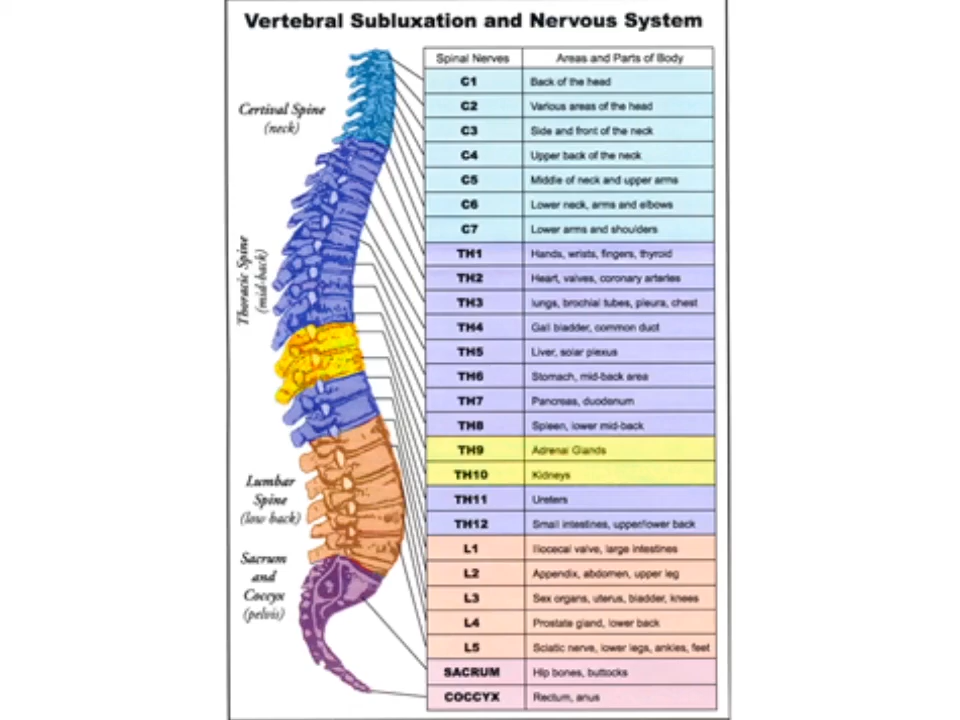 Vertebral Subluxation and Nervous System
Certival Spine
(neck)
Thoracic Spine
(mid-back)
Lumbar
Spine
(low back)
Sacrum
and
Coccyx
(pelvis)
Spinal Nerves Areas and Parts of Body
C1 Back of the head
C2 Various areas of the head
C3 Side and front of the neck
C4 Upper back of the neck
C5 Middle of neck and upper arms
C6 Lower neck, arms and elbows
C7 Lower arms and shoulders
TH1 Hands, wrists, fingers, thyroid
TH2 Heart, valves, coronary arteries
TH3 lungs, brochial tubes, pleura, chest
TH4 Gall bladder, common duct
TH5 Liver, solar plexus
TH6 Stomach, mid-back area
TH7 Pancreas, duodenum
TH8 Spleen, lower mid-back
TH9 Adrenal Glands
TH10 Kidneys
TH11 Ureters
TH12 Small intestines, upper/lower back
L1 Iliocecal valve, large intestines
L2 Appendix, abdomen, upper leg
L3 Sex organs, uterus, bladder, knees
L4 Prostate gland, lower back
L5 Sciatic nerve, lower legs, ankles, feet
SACRUM Hip bones, buttocks
COCCYX Rectum, anus